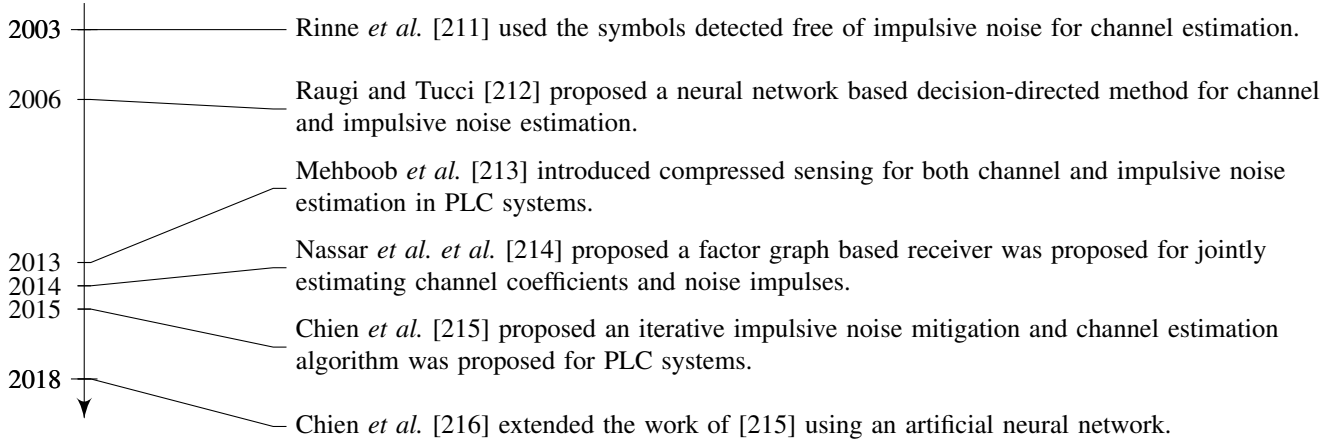 2003 Rinne et al. [211] used the symbols detected free of impulsive noise for channel estimation.
2006 Raugi and Tucci [212] proposed a neural network based decision-directed method for channel
and impulsive noise estimation.
Mehboob et al. [213] introduced compressed sensing for both channel and impulsive noise
estimation in PLC systems.
2013
Nassar et al. et al. [214] proposed a factor graph based receiver was proposed for jointly
2014
estimating channel coefficients and noise impulses.
2015
Chien et al. [215] proposed an iterative impulsive noise mitigation and channel estimation
algorithm was proposed for PLC systems.
2018
Chien et al. [216] extended the work of [215] using an artificial neural network.